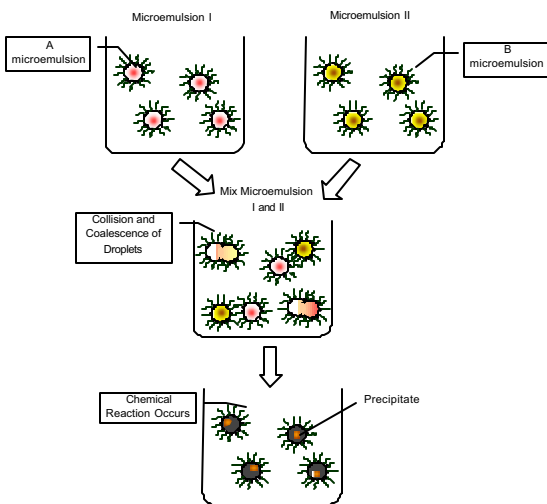 Microemulsion I
Microemulsion II
A
microemulsion
B
microemulsion
Mix Microemulsion
I and II
Collision and
Coalescence of
Droplets
Chemical
Reaction Occurs
Precipitate